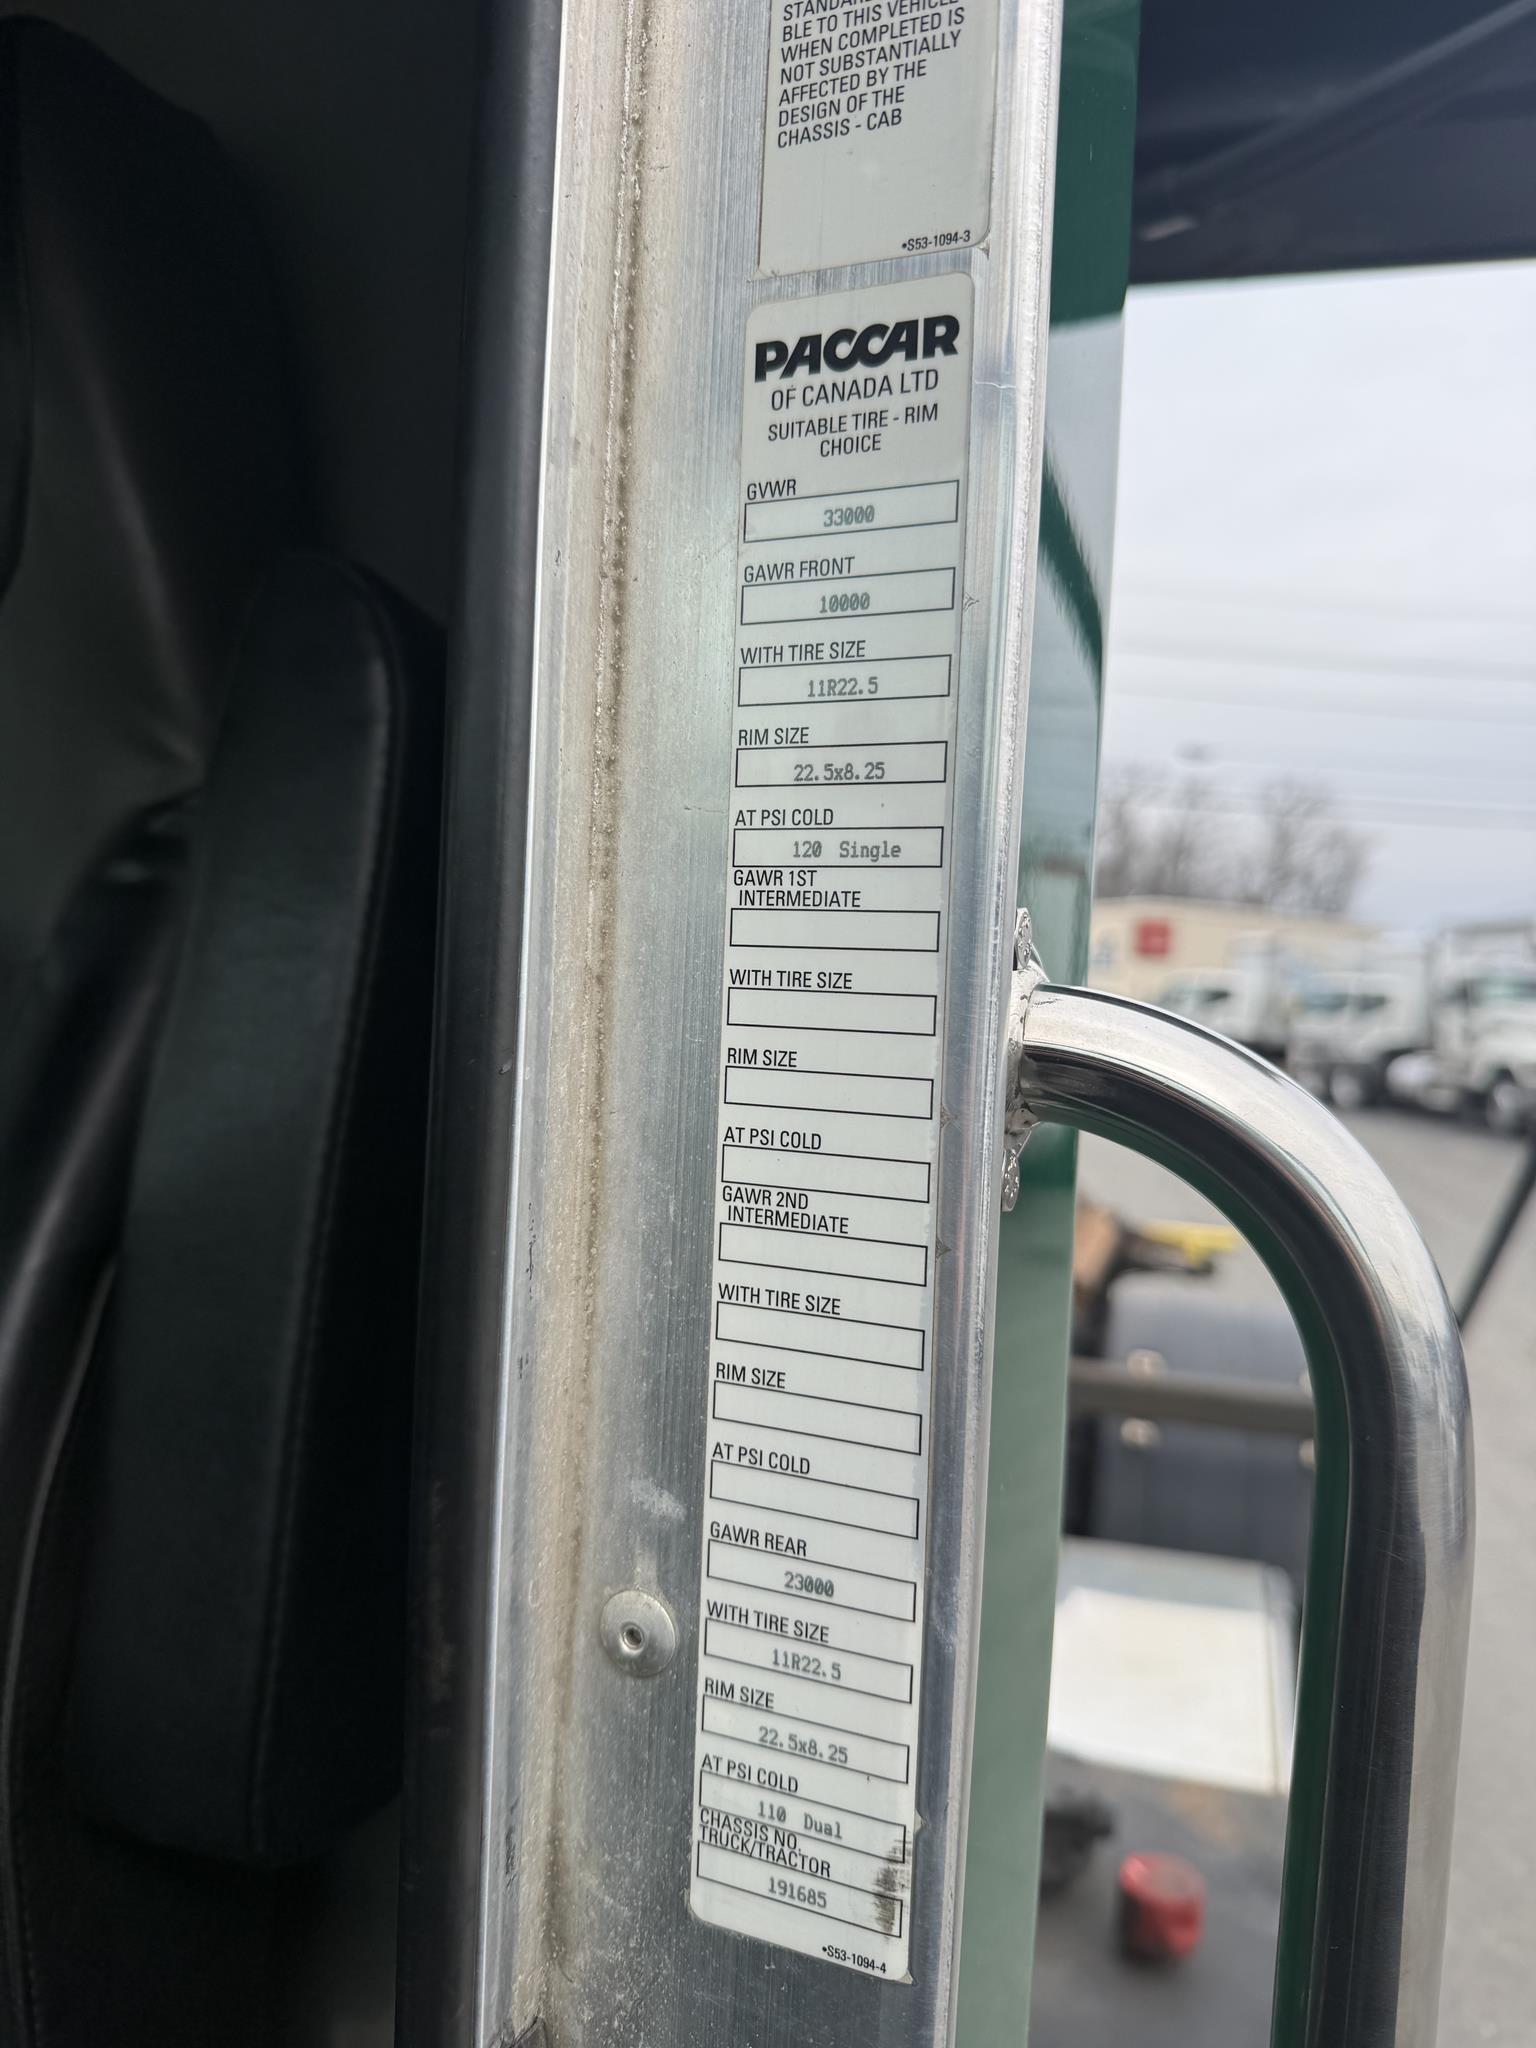 BLE TO THIS VEHICLE
WHEN COMPLETED IS
NOT SUBSTANTIALLY
AFFECTED BY THE
DESIGN OF THE
CHASSIS - CAB
•S53-1094-3
PACCAR
OF CANADA LTD
SUITABLE TIRE - RIM
CHOICE
GVWR
33000
GAWR FRONT
10000
WITH TIRE SIZE
11R22.5
RIM SIZE
22.5x8.25
AT PSI COLD
120 Single
GAWR 1ST
INTERMEDIATE
WITH TIRE SIZE
RIM SIZE
AT PSI COLD
GAWR 2ND
INTERMEDIATE
WITH TIRE SIZE
RIM SIZE
AT PSI COLD
GAWR REAR
23000
WITH TIRE SIZE
11R22.5
RIM SIZE
22.5x8.25
AT PSI COLD
110 Dual
CHASSIS NO.
TRUCK/TRACTOR
191685
•S53-1094-4